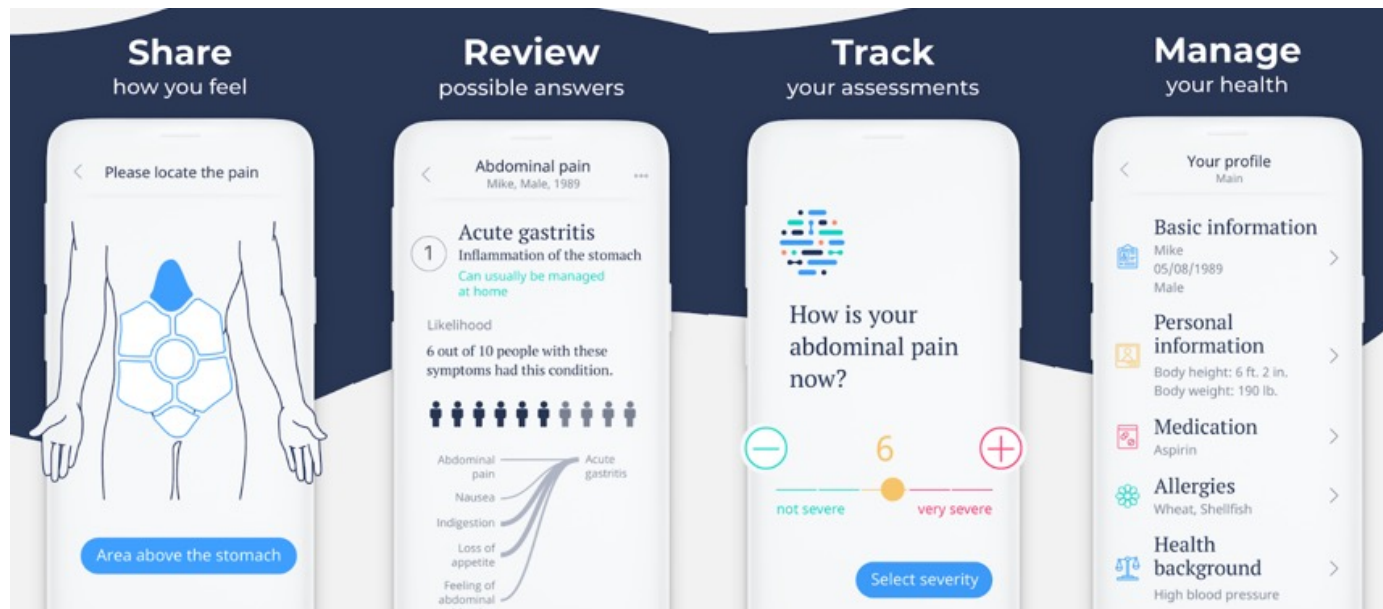 Share
how you feel
Please locate the pain
Area above the stomach
Review
possible answers
Abdominal pain
Mike, Male, 1989
1
Acute gastritis
Inflammation of the stomach
Can usually be managed
at home
Likelihood
6 out of 10 people with these
symptoms had this condition.
Abdominal
pain
Acute
gastritis
Nausea
Indigestion
Loss of
appetite
Feeling of
abdominal
Track
your assessments
How is your
abdominal pain
now?
6
not severe
very severe
Select severity
Manage
your health
Your profile
Main
Basic information
Mike
05/08/1989
Male
Personal
information
Body height: 6 ft. 2 in.
Body weight: 190 lb.
Medication
Aspirin
Allergies
Wheat, Shellfish
Health
background
High blood pressure